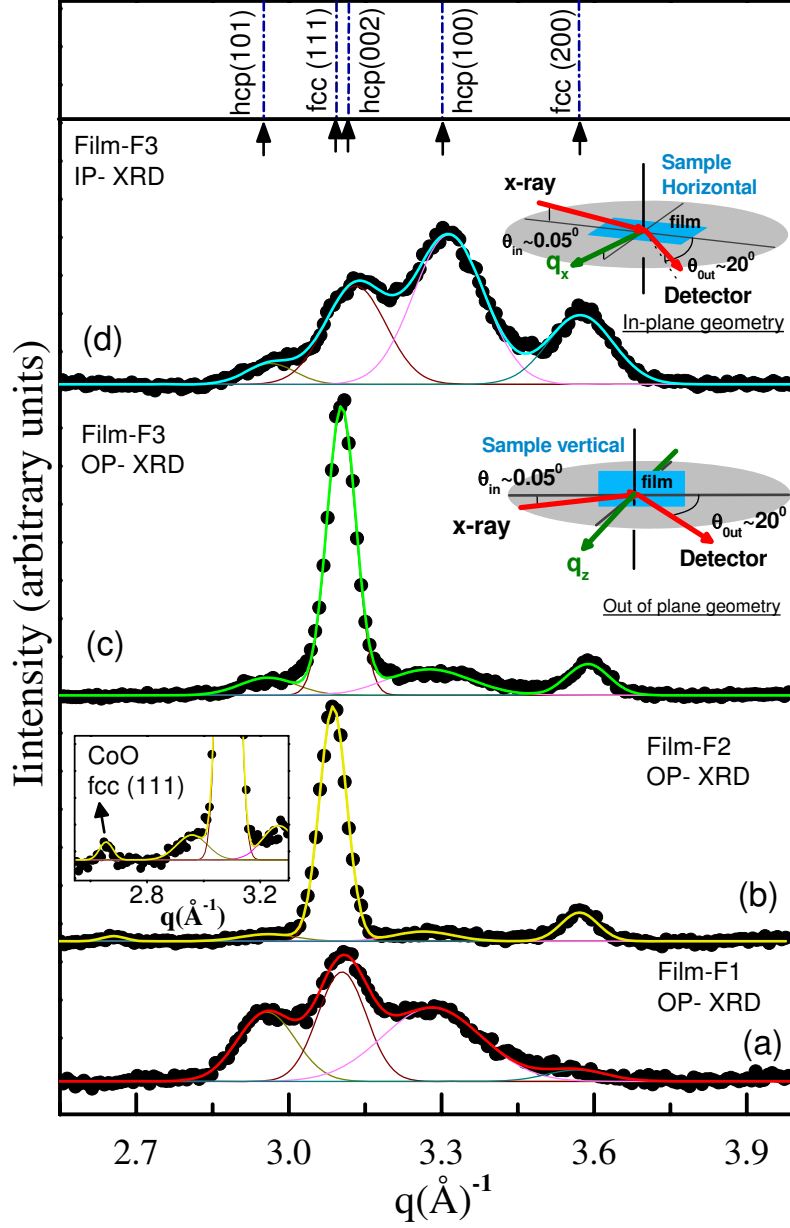 hcp(101)
fcc (111)
hcp(002)
hcp(100)
fcc (200)
Film-F3
IP- XRD
Sample
Horizontal
x-ray
film
θin~0.05⁰
qx
θ0ut~20⁰
Detector
In-plane geometry
(d)
Film-F3
OP- XRD
Sample vertical
θin~0.05⁰
film
x-ray
θ0ut~20⁰
Detector
qz
Out of plane geometry
(c)
CoO
fcc (111)
2.8
3.2
q(Å⁻¹)
Film-F2
OP- XRD
(b)
Film-F1
OP- XRD
(a)
Iintensity (arbitrary units)
2.7
3.0
3.3
3.6
3.9
q(Å)⁻¹